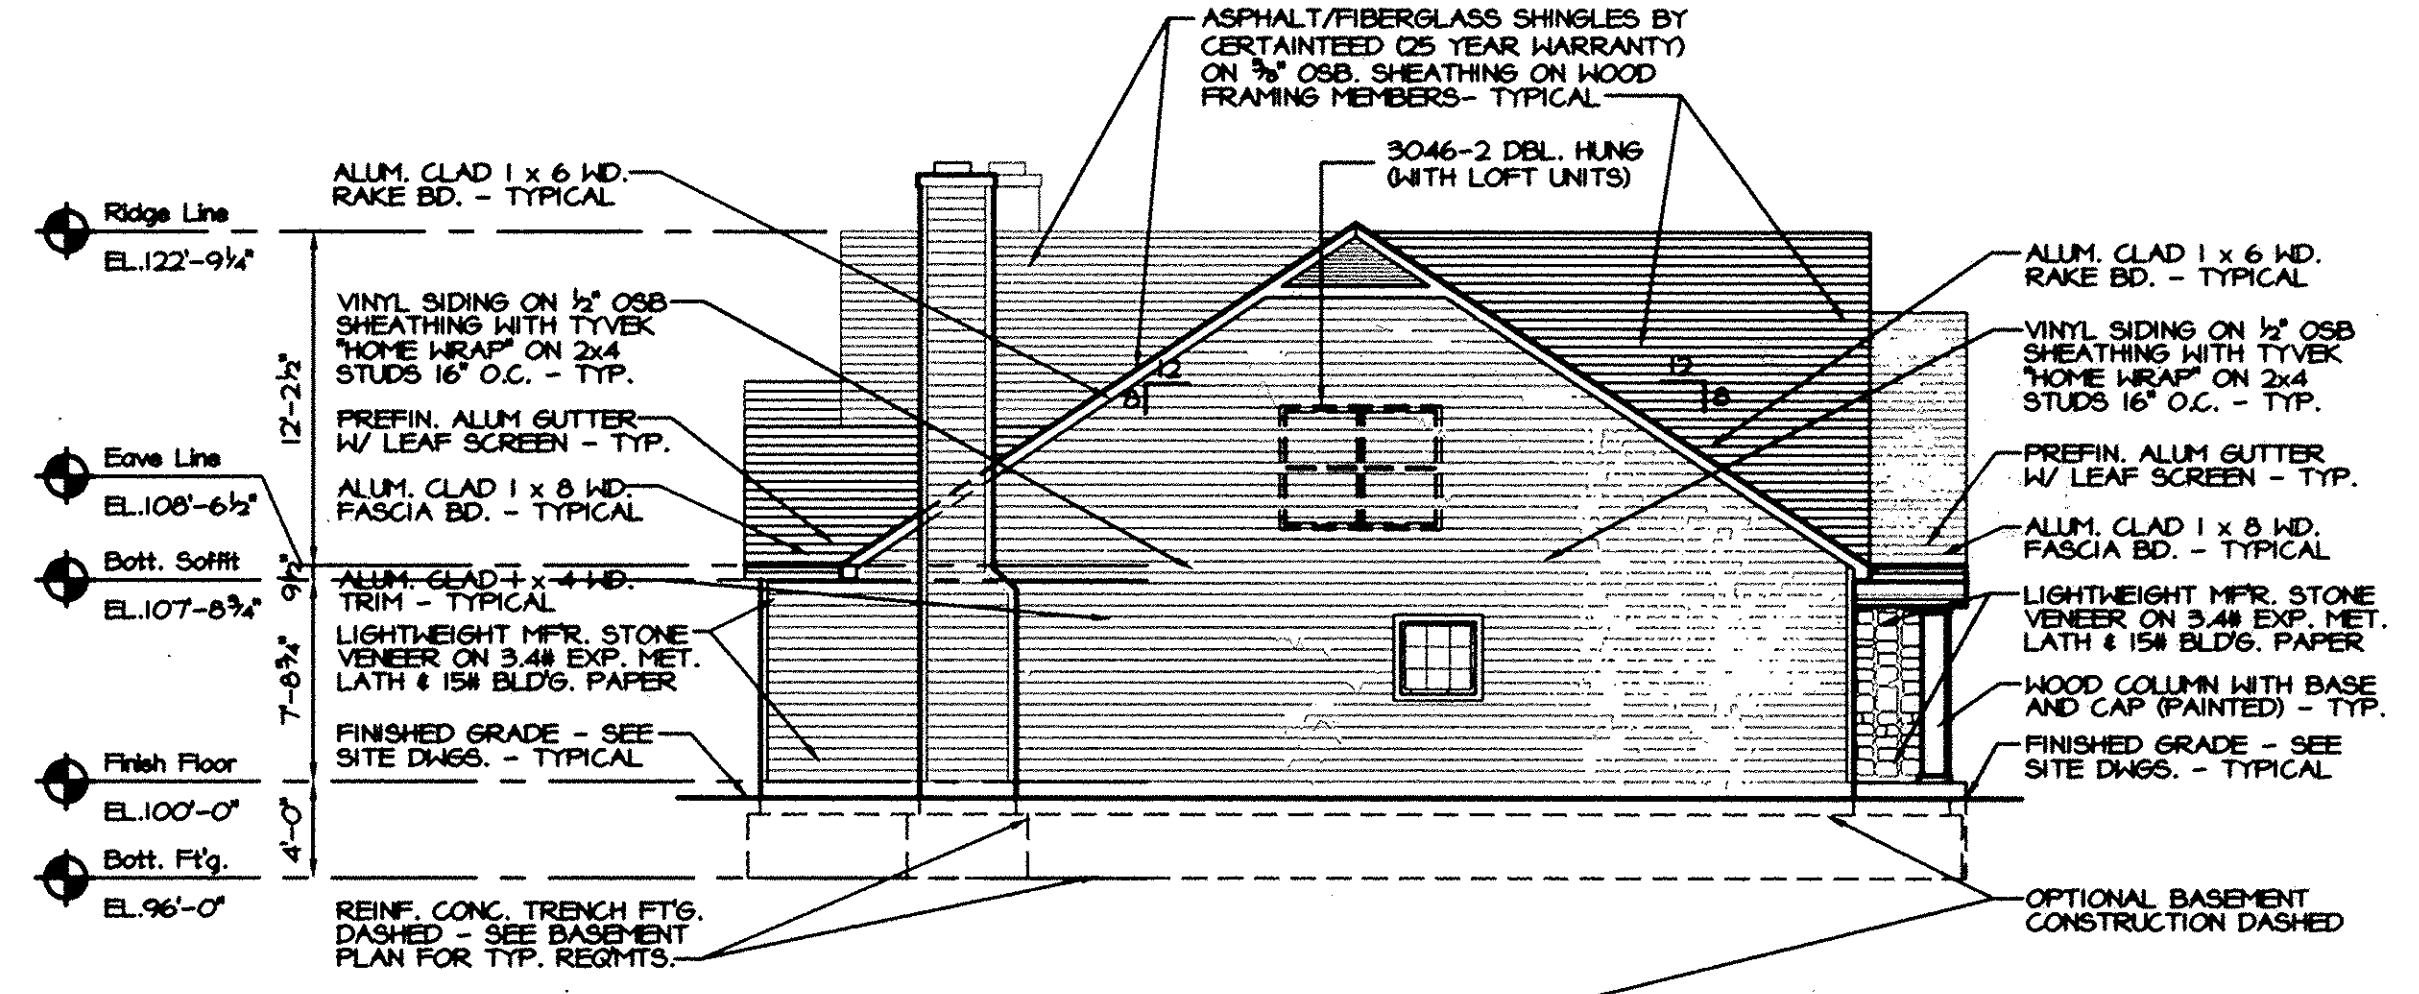 ASPHALT/FIBERGLASS SHINGLES BY
CERTAINTEED (25 YEAR WARRANTY)
ON 5/8" OSB. SHEATHING ON WOOD
FRAMING MEMBERS- TYPICAL
3046-2 DBL. HUNG
(WITH LOFT UNITS)
Ridge Line
EL.122'-9¼"
Eave Line
EL.108'-6½"
Bott. Soffit
EL.107'-8¾"
Finish Floor
EL.100'-0"
Bott. Ft'g.
EL.96'-0"
12'-2½"
9½"
7'-8¾"
4'-0"
ALUM. CLAD 1 x 6 WD.
RAKE BD. - TYPICAL
VINYL SIDING ON ½" OSB
SHEATHING WITH TYVEK
"HOME WRAP" ON 2x4
STUDS 16" O.C. - TYP.
PREFIN. ALUM GUTTER
W/ LEAF SCREEN - TYP.
ALUM. CLAD 1 x 8 WD.
FASCIA BD. - TYPICAL
ALUM. CLAD 1 x 4 WD.
TRIM - TYPICAL
LIGHTWEIGHT MF'R. STONE
VENEER ON 3.4# EXP. MET.
LATH & 15# BLD'G. PAPER
FINISHED GRADE - SEE
SITE DWGS. - TYPICAL
REINF. CONC. TRENCH FT'G.
DASHED - SEE BASEMENT
PLAN FOR TYP. REQ'MTS.
12
8
12
8
ALUM. CLAD 1 x 6 WD.
RAKE BD. - TYPICAL
VINYL SIDING ON ½" OSB
SHEATHING WITH TYVEK
"HOME WRAP" ON 2x4
STUDS 16" O.C. - TYP.
PREFIN. ALUM GUTTER
W/ LEAF SCREEN - TYP.
ALUM. CLAD 1 x 8 WD.
FASCIA BD. - TYPICAL
LIGHTWEIGHT MF'R. STONE
VENEER ON 3.4# EXP. MET.
LATH & 15# BLD'G. PAPER
WOOD COLUMN WITH BASE
AND CAP (PAINTED) - TYP.
FINISHED GRADE - SEE
SITE DWGS. - TYPICAL
OPTIONAL BASEMENT
CONSTRUCTION DASHED